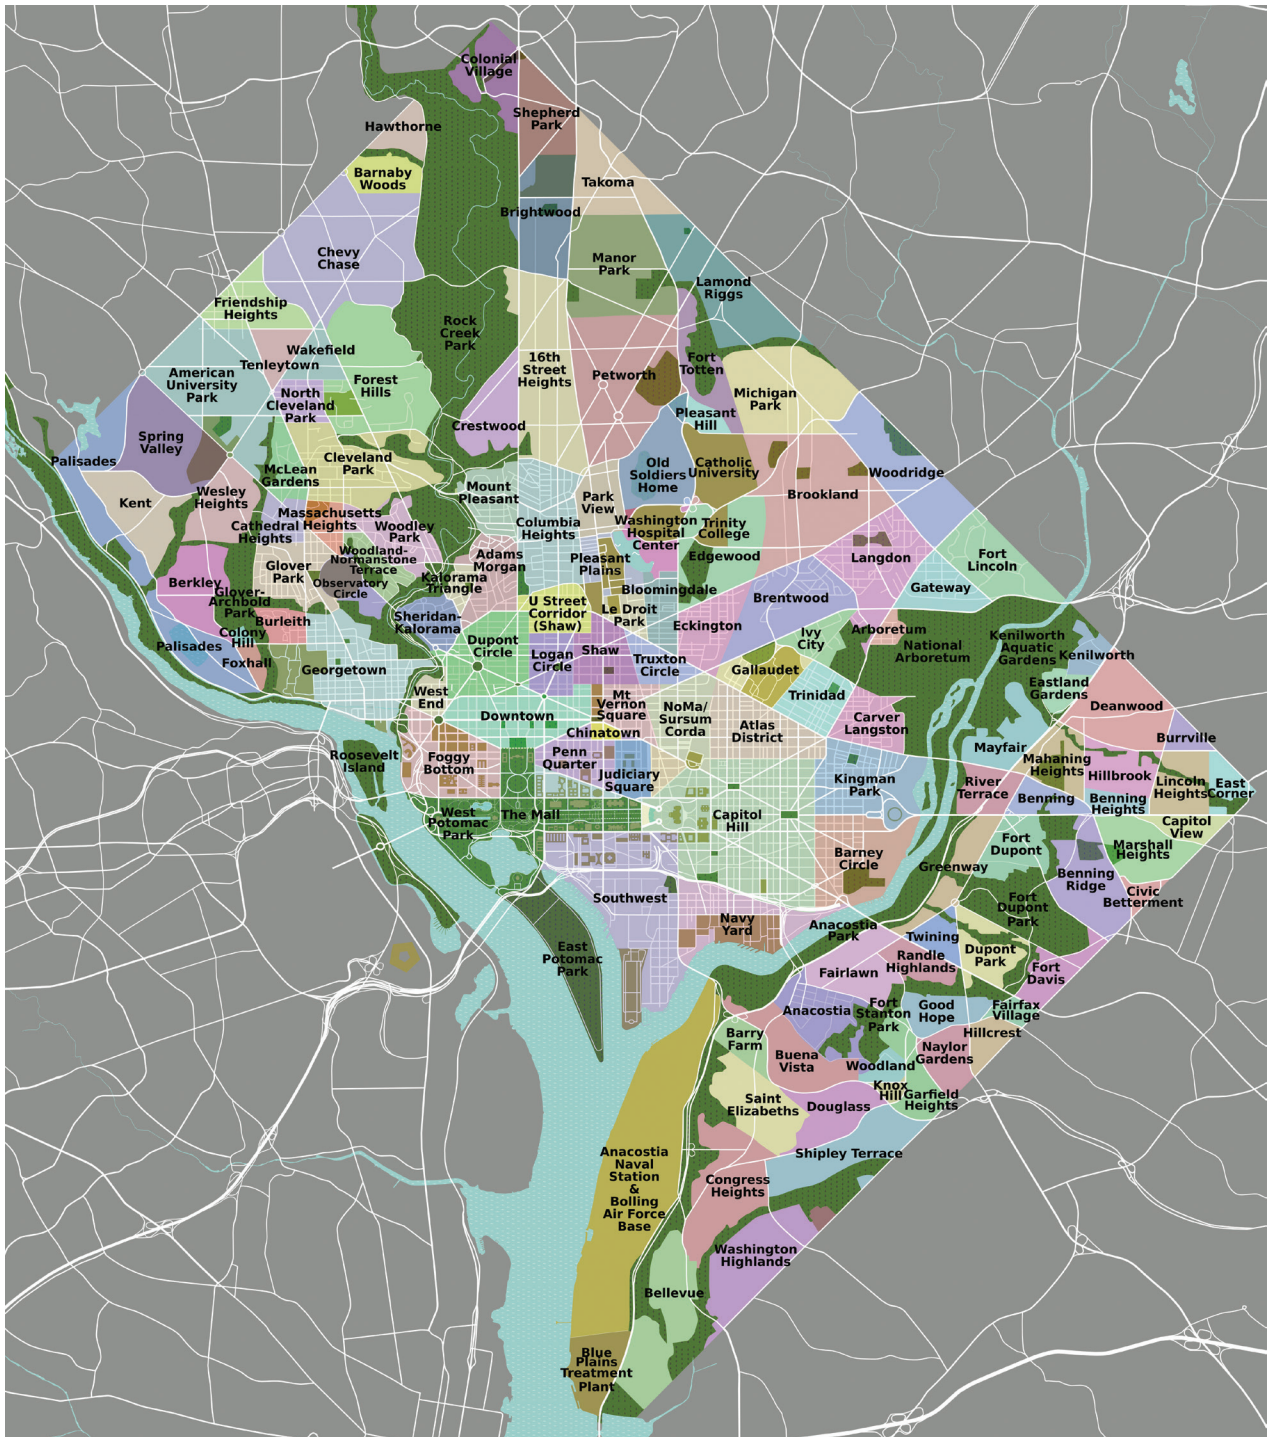 Colonial
Village
Shepherd
Park
Hawthorne
Barnaby
Woods
Takoma
Brightwood
Chevy
Chase
Manor
Park
Lamond
Riggs
Friendship
Heights
Rock
Creek
Park
Wakefield
Tenleytown
American
University
Park
Forest
Hills
North
Cleveland
Park
16th
Street
Heights
Petworth
Fort
Totten
Michigan
Park
Pleasant
Hill
Crestwood
Spring
Valley
Palisades
Cleveland
Park
McLean
Gardens
Old
Soldiers
Home
Catholic
University
Woodridge
Brookland
Kent
Wesley
Heights
Mount
Pleasant
Park
View
Massachusetts
Heights
Cathedral
Heights
Woodley
Park
Columbia
Heights
Washington
Hospital
Center
Trinity
College
Edgewood
Langdon
Fort
Lincoln
Gateway
Woodland-
Normanstone
Terrace
Glover
Park
Observatory
Circle
Adams
Morgan
Kalorama
Triangle
Pleasant
Plains
Bloomingdale
Brentwood
Berkley
Glover-
Archbold
Park
Burleith
Colony
Hill
Palisades
Foxhall
Georgetown
Sheridan-
Kalorama
U Street
Corridor
(Shaw)
Le Droit
Park
Eckington
Dupont
Circle
Logan
Circle
Shaw
Truxton
Circle
Ivy
City
Arboretum
National
Arboretum
Kenilworth
Aquatic
Gardens
Kenilworth
Gallaudet
Trinidad
Eastland
Gardens
Deanwood
West
End
Downtown
Mt
Vernon
Square
NoMa/
Sursum
Corda
Atlas
District
Carver
Langston
Chinatown
Mayfair
Burrville
Mahaning
Heights
Roosevelt
Island
Foggy
Bottom
Penn
Quarter
Judiciary
Square
Kingman
Park
River
Terrace
Hillbrook
Lincoln
Heights
East
Corner
Benning
Benning
Heights
West
Potomac
Park
The Mall
Capitol
Hill
Capitol
View
Marshall
Heights
Fort
Dupont
Barney
Circle
Greenway
Benning
Ridge
Civic
Betterment
Southwest
Navy
Yard
Anacostia
Park
Fort
Dupont
Park
Twining
Dupont
Park
East
Potomac
Park
Randle
Highlands
Fairlawn
Fort
Davis
Anacostia
Fort
Stanton
Park
Good
Hope
Fairfax
Village
Hillcrest
Barry
Farm
Buena
Vista
Naylor
Gardens
Woodland
Knox
Hill
Garfield
Heights
Saint
Elizabeths
Douglass
Shipley Terrace
Anacostia
Naval
Station
&
Bolling
Air Force
Base
Congress
Heights
Washington
Highlands
Bellevue
Blue
Plains
Treatment
Plant